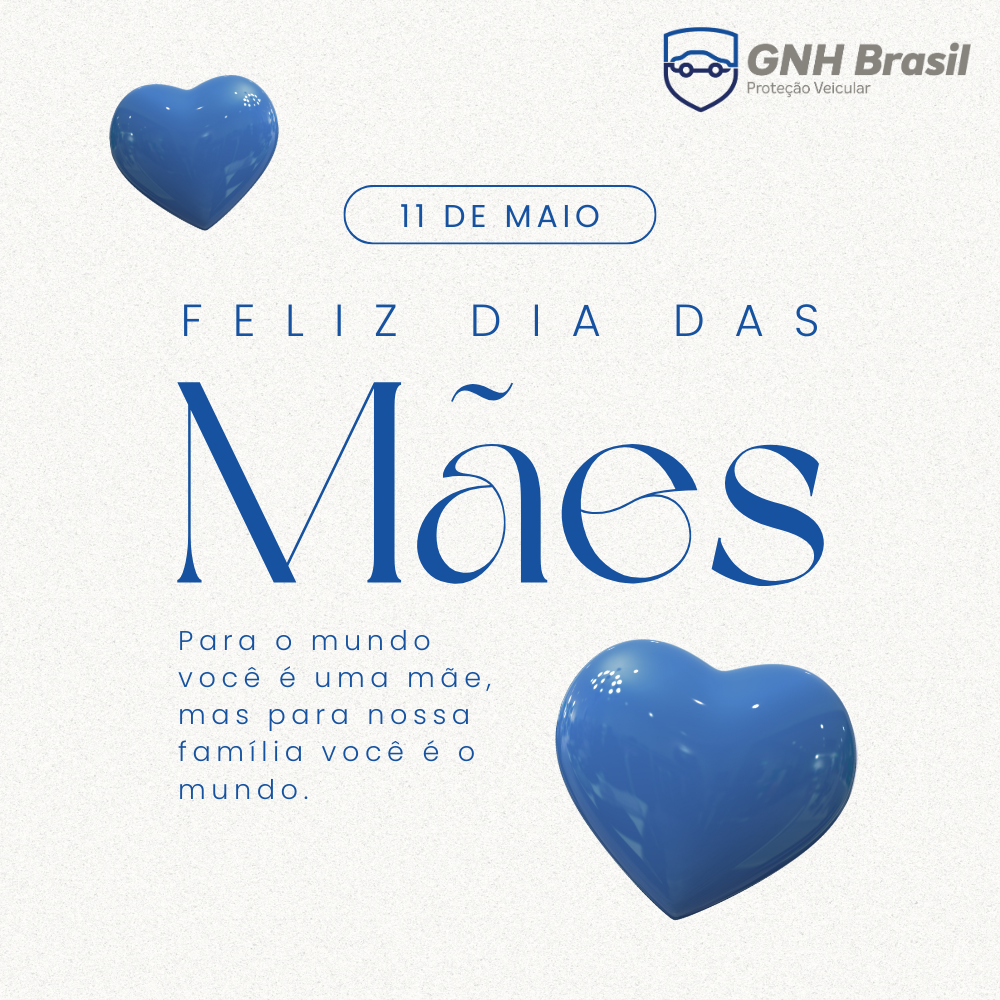 GNH Brasil
Proteção Veicular
11 DE MAIO
FELIZ DIA DAS
Mães
Para o mundo
você é uma mãe,
mas para nossa
família você é o
mundo.